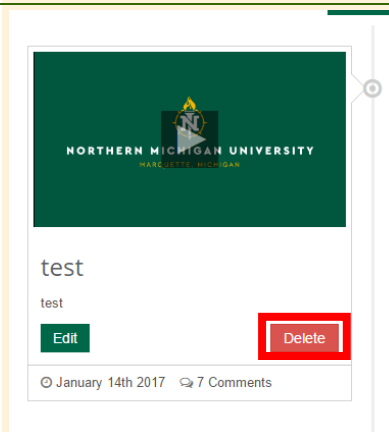 N
NORTHERN MICHIGAN UNIVERSITY
MARQUETTE, MICHIGAN
test
test
Edit Delete
January 14th 2017 7 Comments